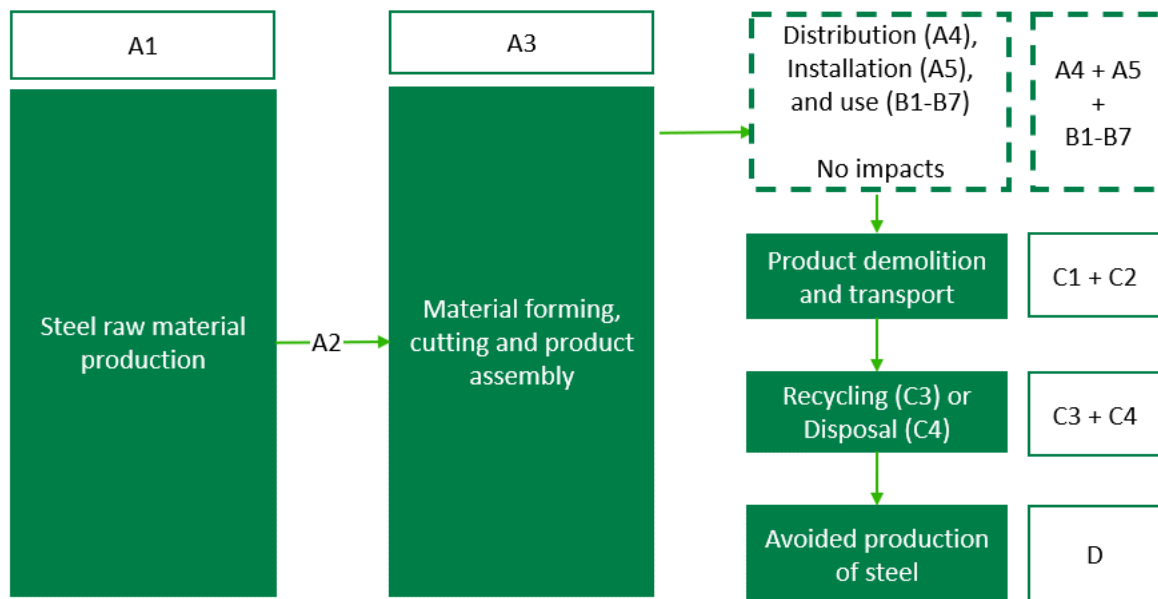 A1
Steel raw material
production
A2
A3
Material forming,
cutting and product
assembly
Distribution (A4),
Installation (A5),
and use (B1-B7)
No impacts
A4 + A5
+
B1-B7
Product demolition
and transport
C1 + C2
Recycling (C3) or
Disposal (C4)
C3 + C4
Avoided production
of steel
D